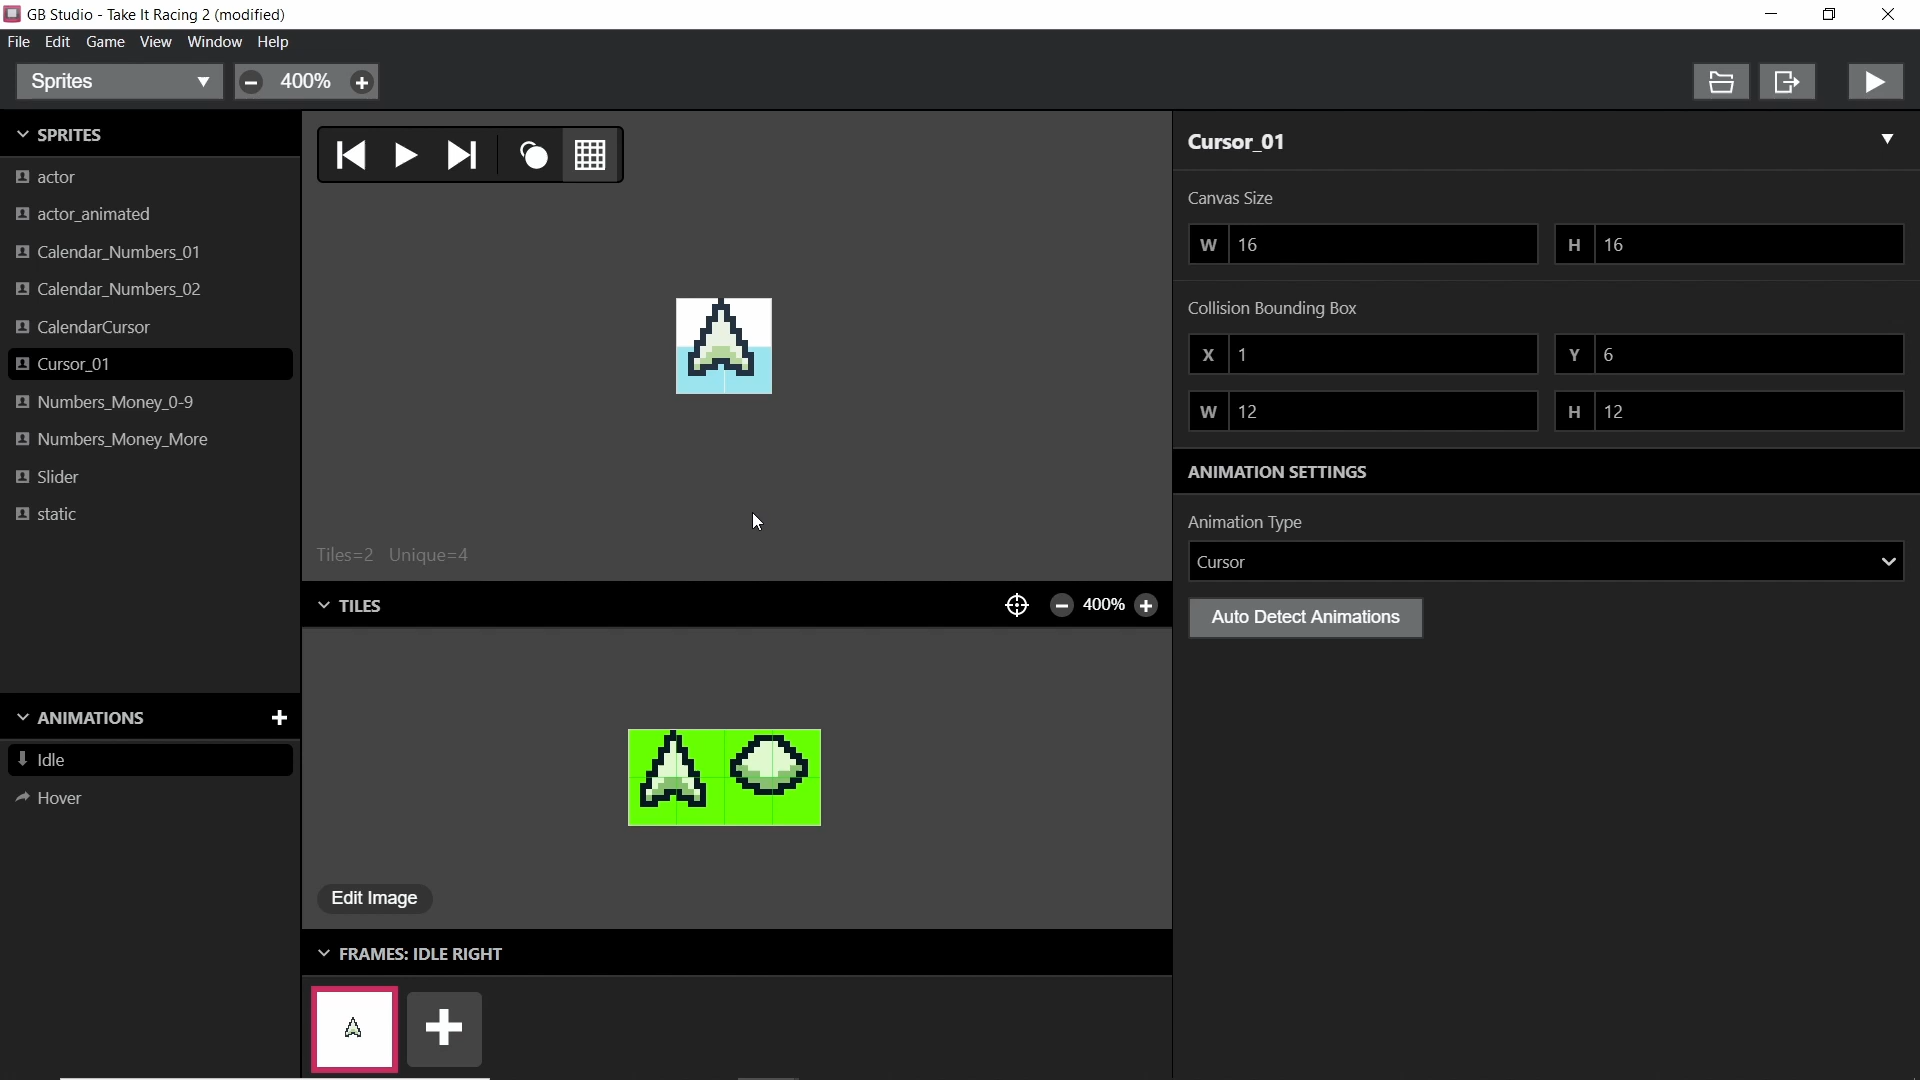 GB Studio - Take It Racing 2 (modified)
File Edit Game View Window Help
Sprites 400%
SPRITES
actor
actor_animated
Calendar_Numbers_01
Calendar_Numbers_02
CalendarCursor
Cursor_01
Numbers_Money_0-9
Numbers_Money_More
Slider
static
ANIMATIONS
Idle
Hover
Tiles=2 Unique=4
TILES 400%
Edit Image
FRAMES: IDLE RIGHT
Cursor_01
Canvas Size
W 16 H 16
Collision Bounding Box
X 1 Y 6
W 12 H 12
ANIMATION SETTINGS
Animation Type
Cursor
Auto Detect Animations